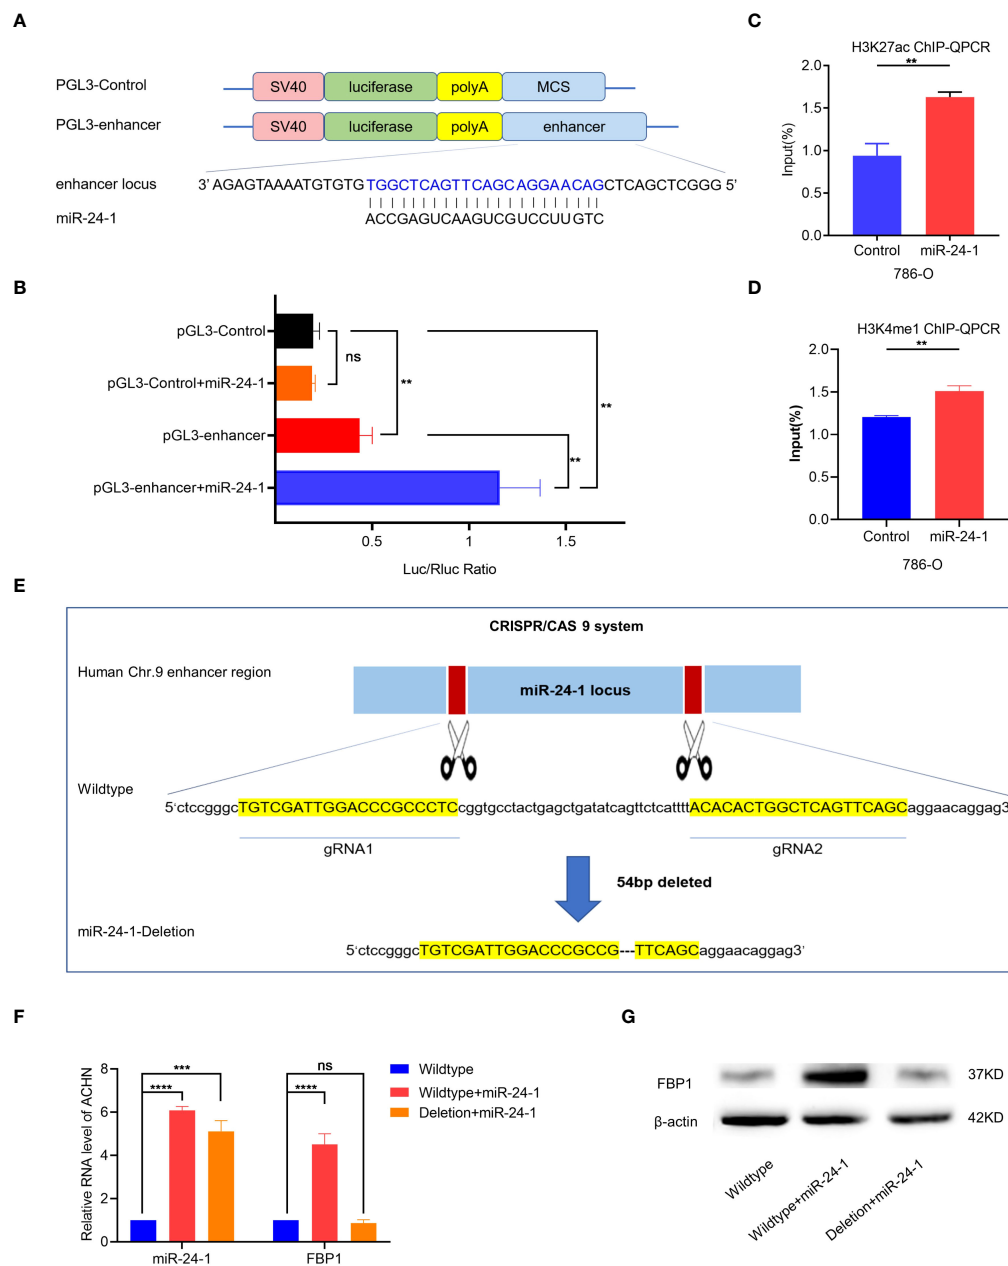 A
PGL3-Control
SV40 luciferase polyA MCS
PGL3-enhancer
SV40 luciferase polyA enhancer
enhancer locus 3' AGAGTAAAATGTGTGTGGCTCAGTTCAGCAGGAACAGCTCAGCTCGGG 5'
miR-24-1 ACCGAGUCAAGUCGUCCUUGTC
B
pGL3-Control
pGL3-Control+miR-24-1
pGL3-enhancer
pGL3-enhancer+miR-24-1
ns
**
**
**
0.5 1 1.5
Luc/Rluc Ratio
C
H3K27ac ChIP-QPCR
**
Input(%)
2.0
1.5
1.0
0.5
0.0
Control miR-24-1
786-O
D
H3K4me1 ChIP-QPCR
**
Input(%)
2.0
1.5
1.0
0.5
0.0
Control miR-24-1
786-O
E
CRISPR/CAS 9 system
Human Chr.9 enhancer region
miR-24-1 locus
Wildtype
5‘ctccgggcTGTCGATTGGACCCGCCCTCcggtgcctactgagctgatatcagttctcattttACACACTGGCTCAGTTCAGCaggaacaggag3'
gRNA1 gRNA2
54bp deleted
miR-24-1-Deletion
5‘ctccgggcTGTCGATTGGACCCGCCG---TTCAGCaggaacaggag3'
F
Relative RNA level of ACHN
8
6
4
2
0
***
****
ns
****
miR-24-1 FBP1
Wildtype
Wildtype+miR-24-1
Deletion+miR-24-1
G
FBP1 37KD
β-actin 42KD
Wildtype
Wildtype+miR-24-1
Deletion+miR-24-1